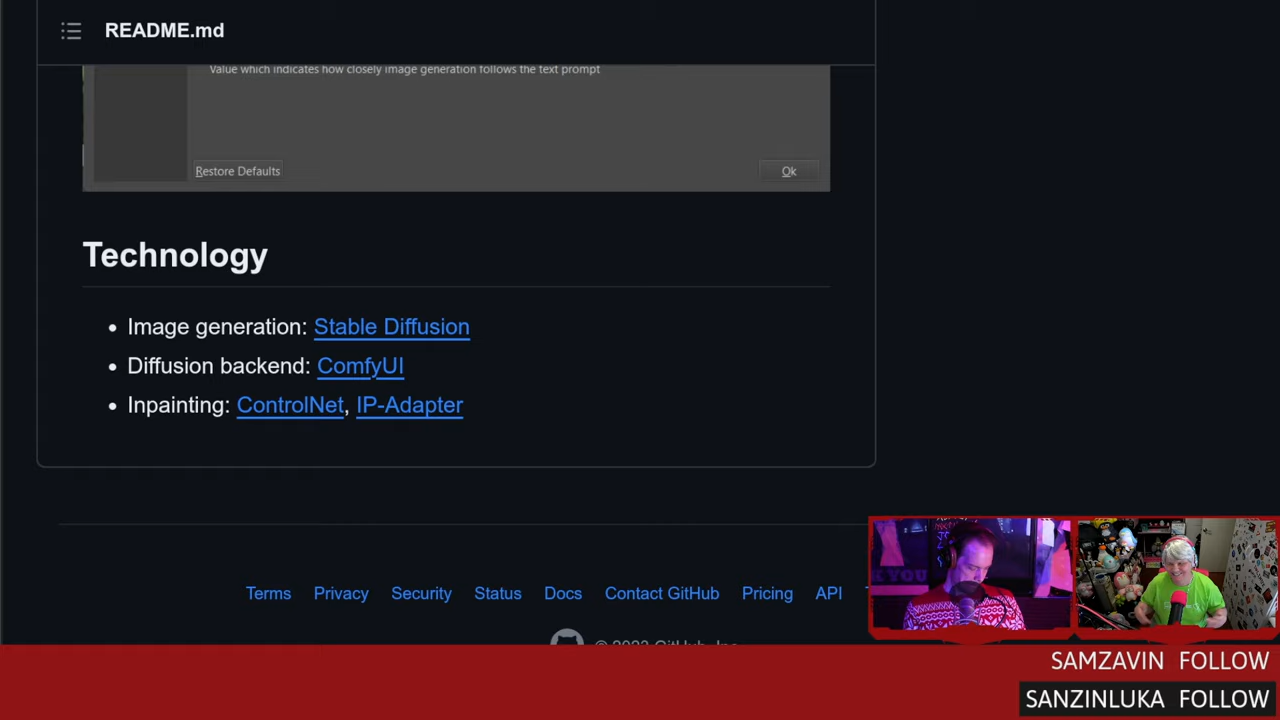 README.md
Value which indicates how closely image generation follows the text prompt
Restore Defaults
Ok
Technology
Image generation: Stable Diffusion
Diffusion backend: ComfyUI
Inpainting: ControlNet, IP-Adapter
Terms Privacy Security Status Docs Contact GitHub Pricing API
SAMZAVIN FOLLOW
SANZINLUKA FOLLOW